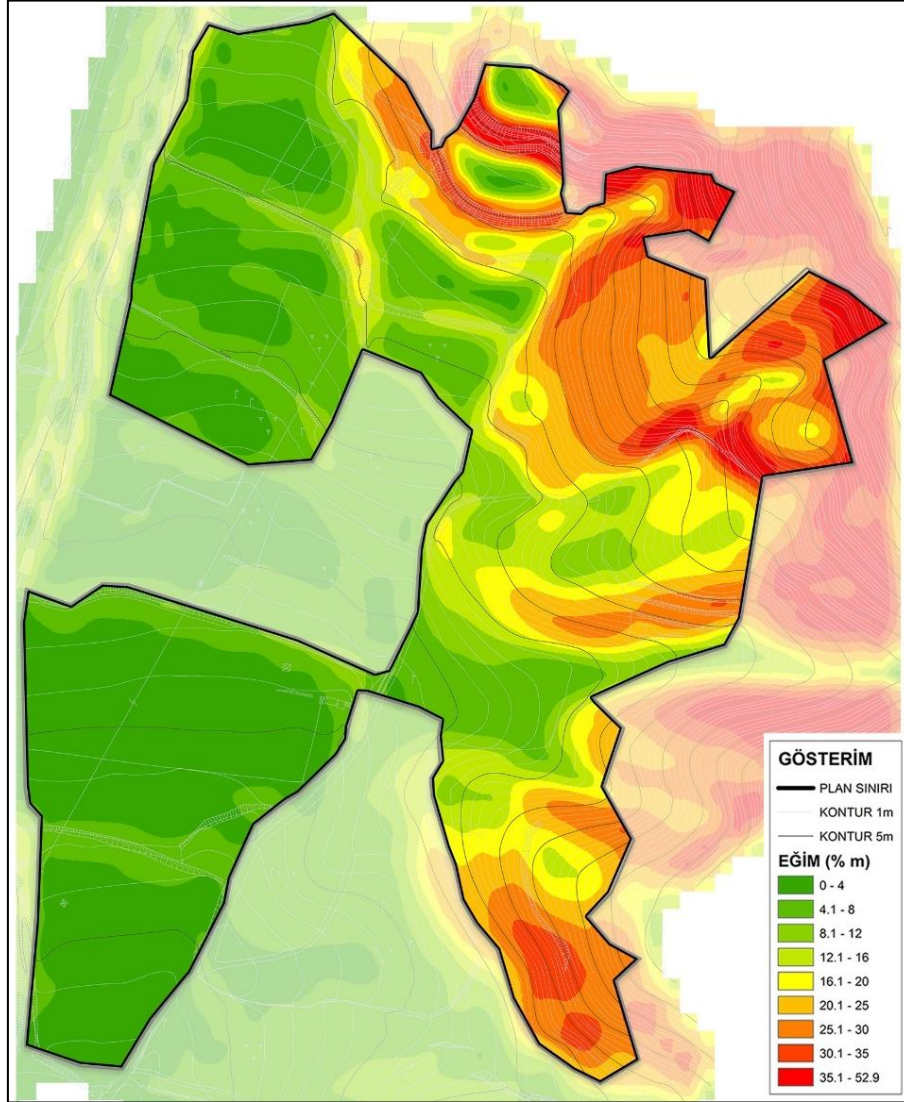 GÖSTERİM
PLAN SINIRI
KONTUR 1m
KONTUR 5m
EĞİM (% m)
0 - 4
4.1 - 8
8.1 - 12
12.1 - 16
16.1 - 20
20.1 - 25
25.1 - 30
30.1 - 35
35.1 - 52.9